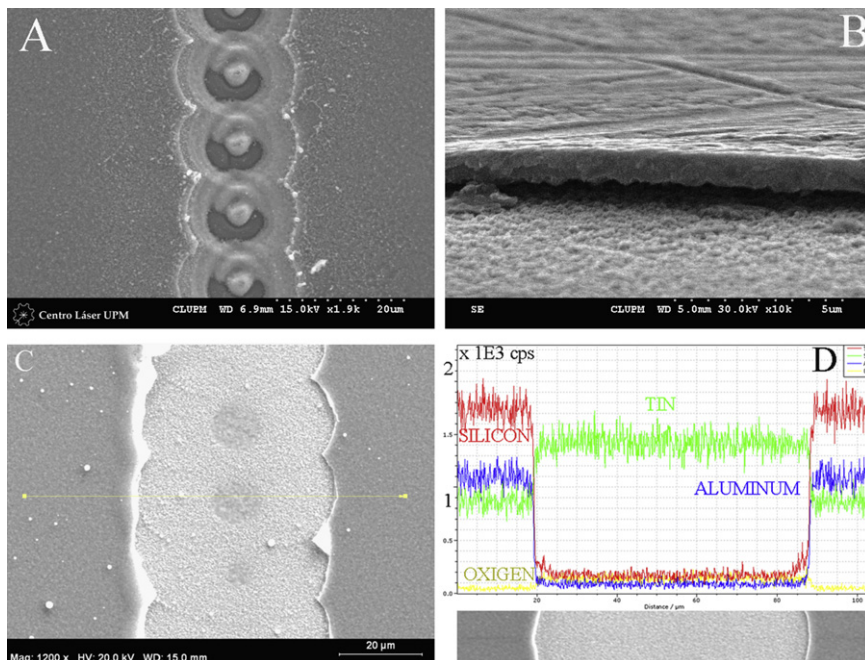 A
Centro Láser UPM
CLUPM WD 6.9mm 15.0kV x1.9k 20um
B
SE CLUPM WD 5.0mm 30.0kV x10k 5um
C
20 µm
Mag: 1200 x HV: 20.0 kV WD: 15.0 mm
x 1E3 cps
D
2
TIN
1.5
SILICON
ALUMINUM
1
0.5
OXIGEN
0.0
20 40 60 80 100
Distance / µm